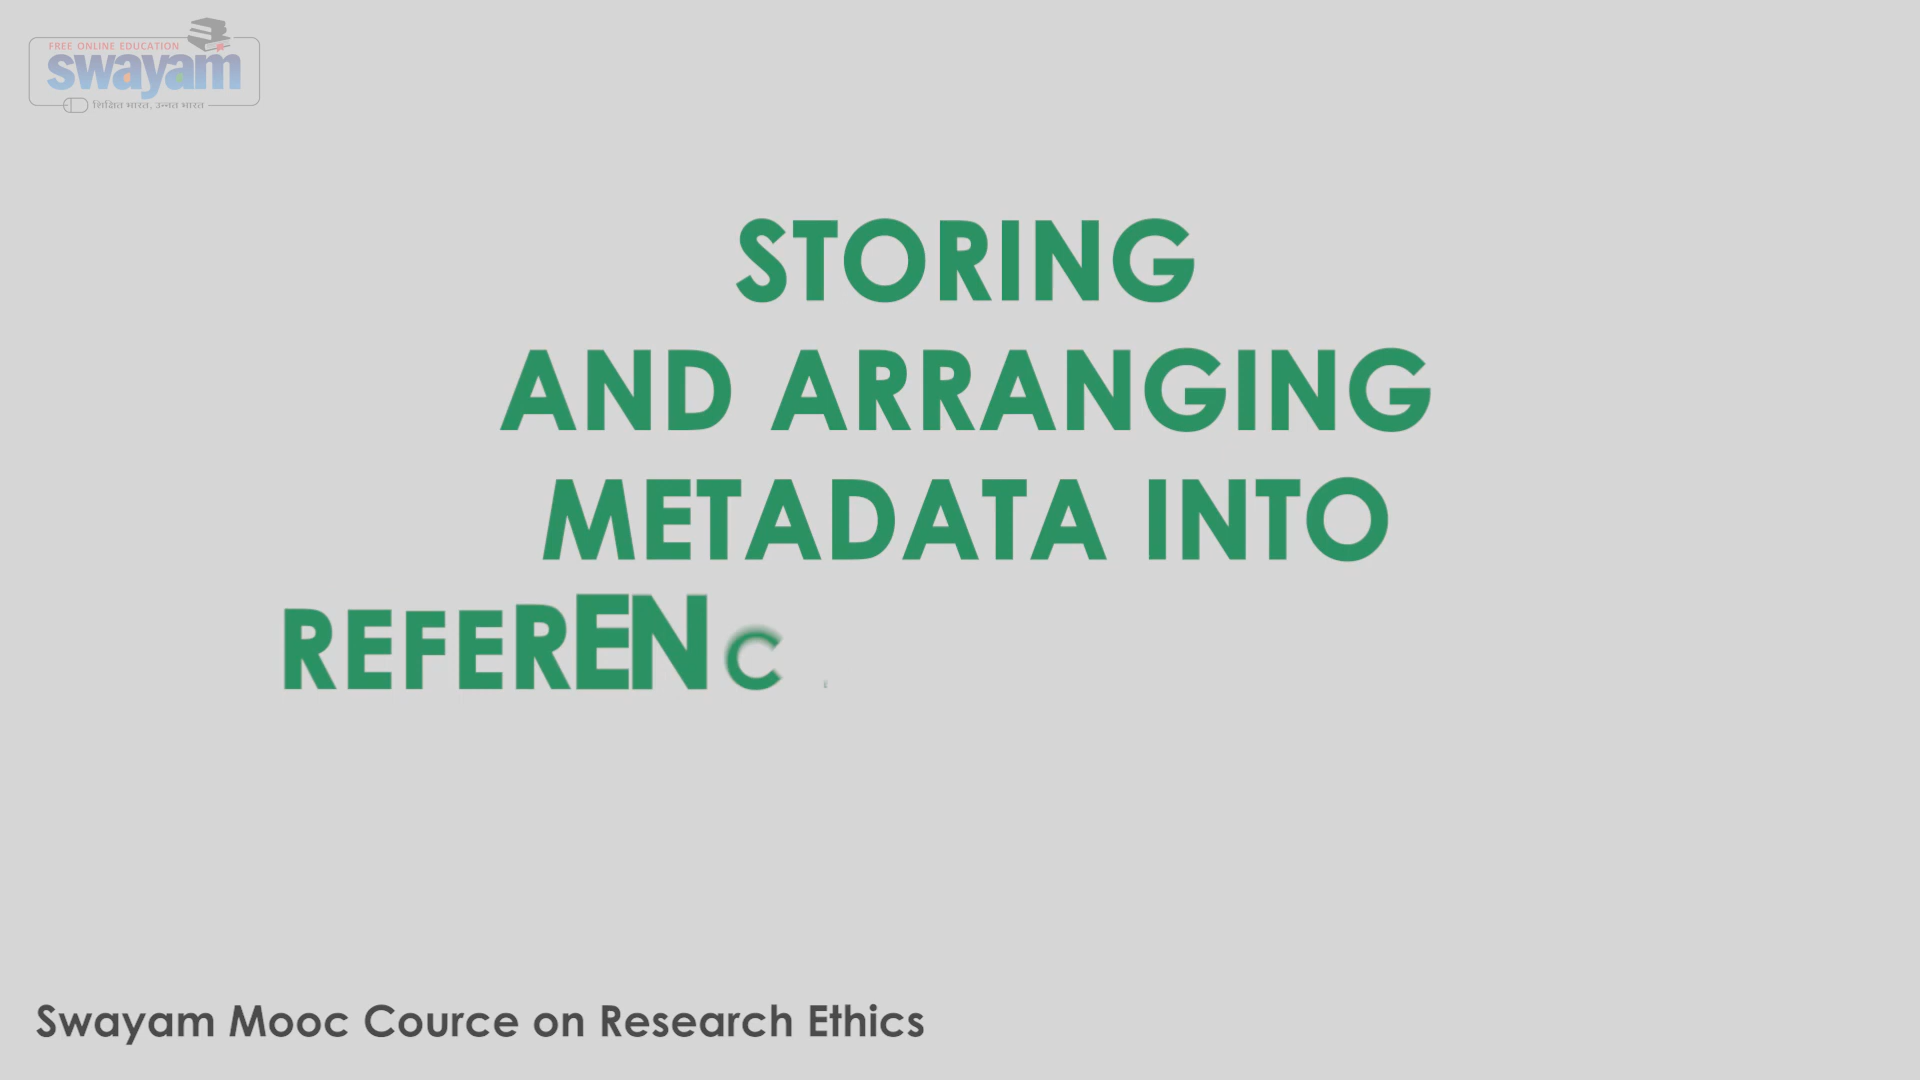 FREE ONLINE EDUCATION
swayam
शिक्षित भारत, उन्नत भारत
STORING
AND ARRANGING
METADATA INTO
REFERENC
Swayam Mooc Cource on Research Ethics